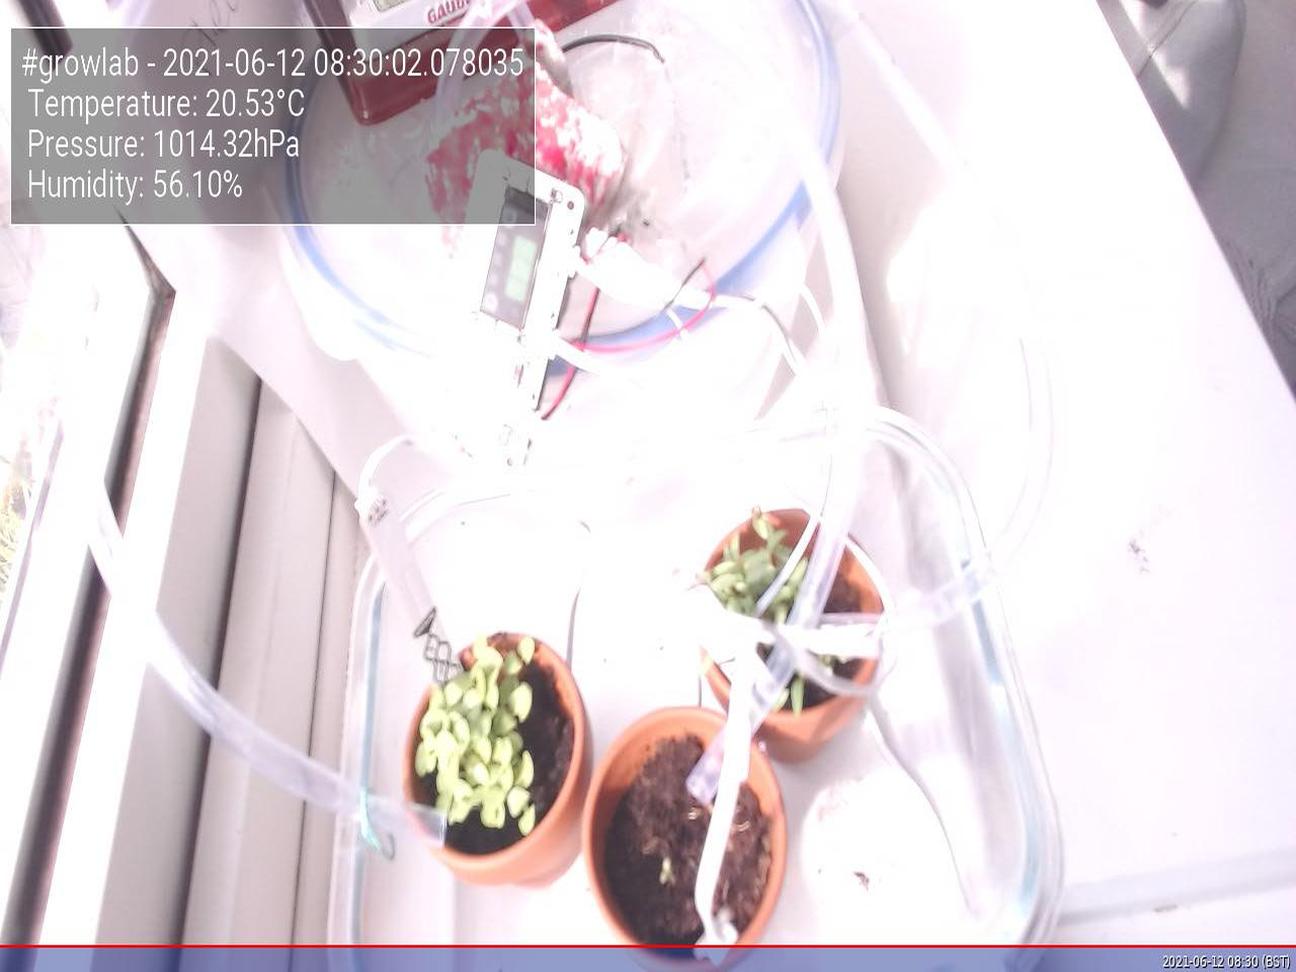 #growlab - 2021-06-12 08:30:02.078035
Temperature: 20.53°C
Pressure: 1014.32hPa
Humidity: 56.10%
2021-06-12 08:30 (BST)